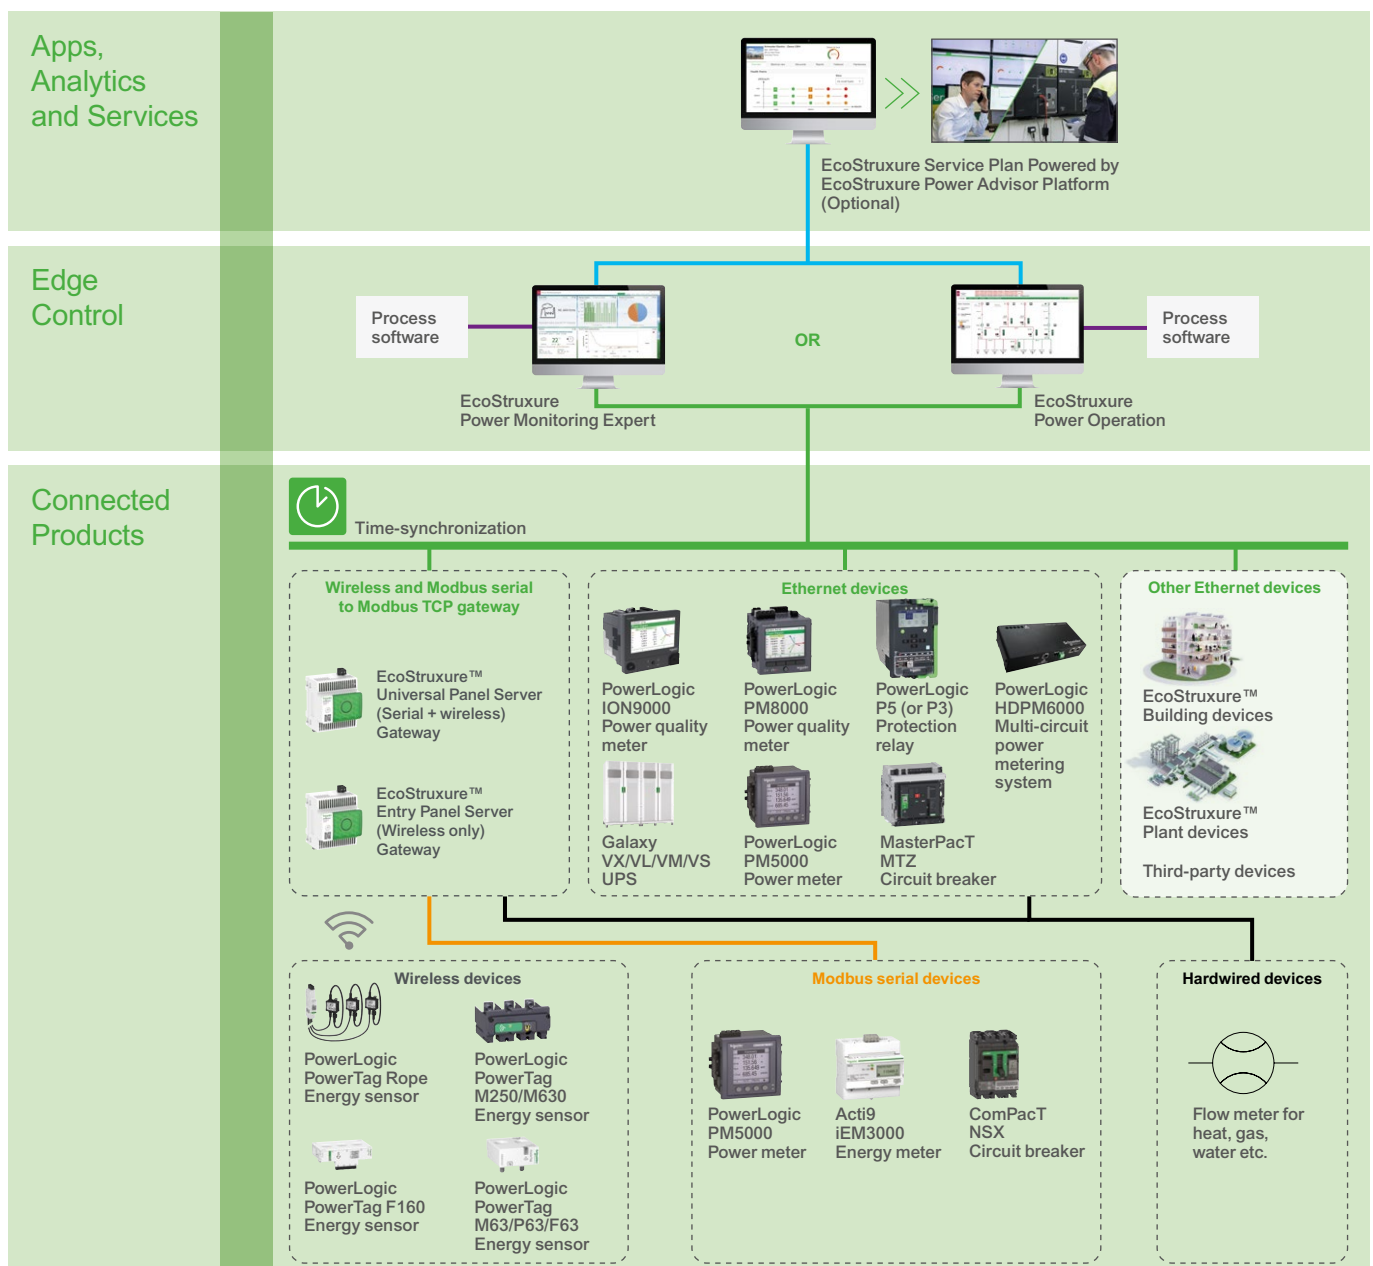 Apps,
Analytics
and Services
EcoStruxure Service Plan Powered by
EcoStruxure Power Advisor Platform
(Optional)
Edge
Control
Process
software
OR
Process
software
EcoStruxure
Power Monitoring Expert
EcoStruxure
Power Operation
Connected
Products
Time-synchronization
Wireless and Modbus serial
to Modbus TCP gateway
EcoStruxure™
Universal Panel Server
(Serial + wireless)
Gateway
EcoStruxure™
Entry Panel Server
(Wireless only)
Gateway
Ethernet devices
PowerLogic
ION9000
Power quality
meter
PowerLogic
PM8000
Power quality
meter
PowerLogic
P5 (or P3)
Protection
relay
PowerLogic
HDPM6000
Multi-circuit
power
metering
system
Galaxy
VX/VL/VM/VS
UPS
PowerLogic
PM5000
Power meter
MasterPacT
MTZ
Circuit breaker
Other Ethernet devices
EcoStruxure™
Building devices
EcoStruxure™
Plant devices
Third-party devices
Wireless devices
PowerLogic
PowerTag Rope
Energy sensor
PowerLogic
PowerTag
M250/M630
Energy sensor
PowerLogic
PowerTag F160
Energy sensor
PowerLogic
PowerTag
M63/P63/F63
Energy sensor
Modbus serial devices
PowerLogic
PM5000
Power meter
Acti9
iEM3000
Energy meter
ComPacT
NSX
Circuit breaker
Hardwired devices
Flow meter for
heat, gas,
water etc.